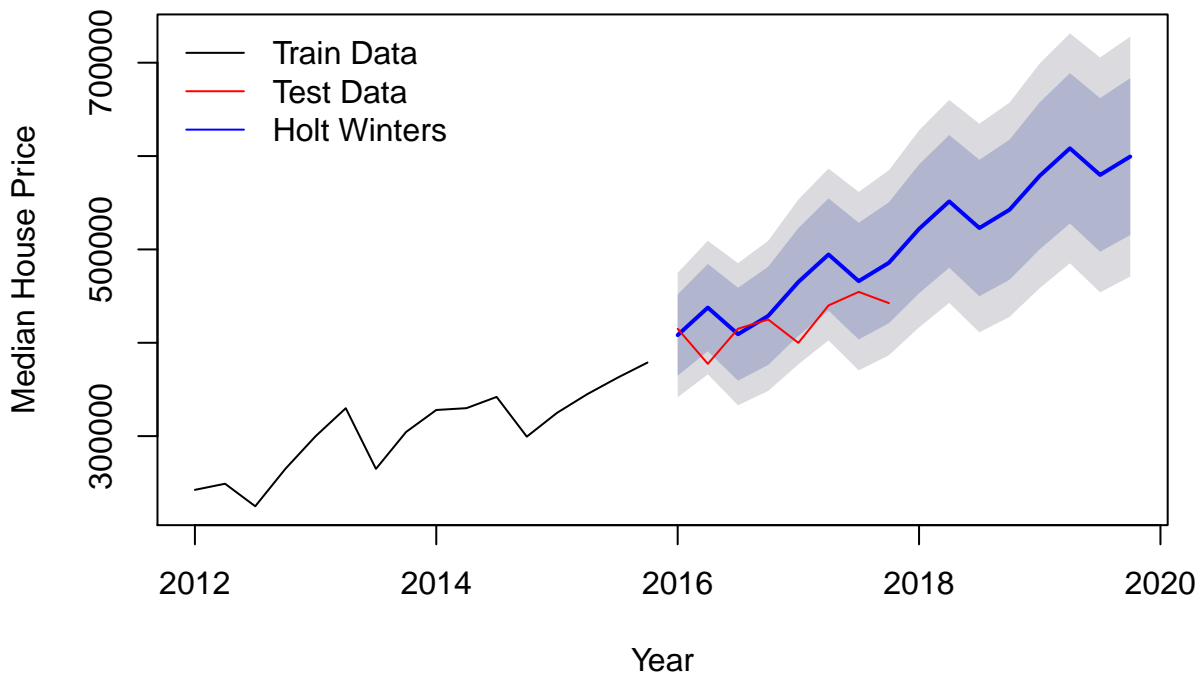 Train Data
Test Data
Holt Winters
Median House Price
700000
500000
300000
2012
2014
2016
2018
2020
Year